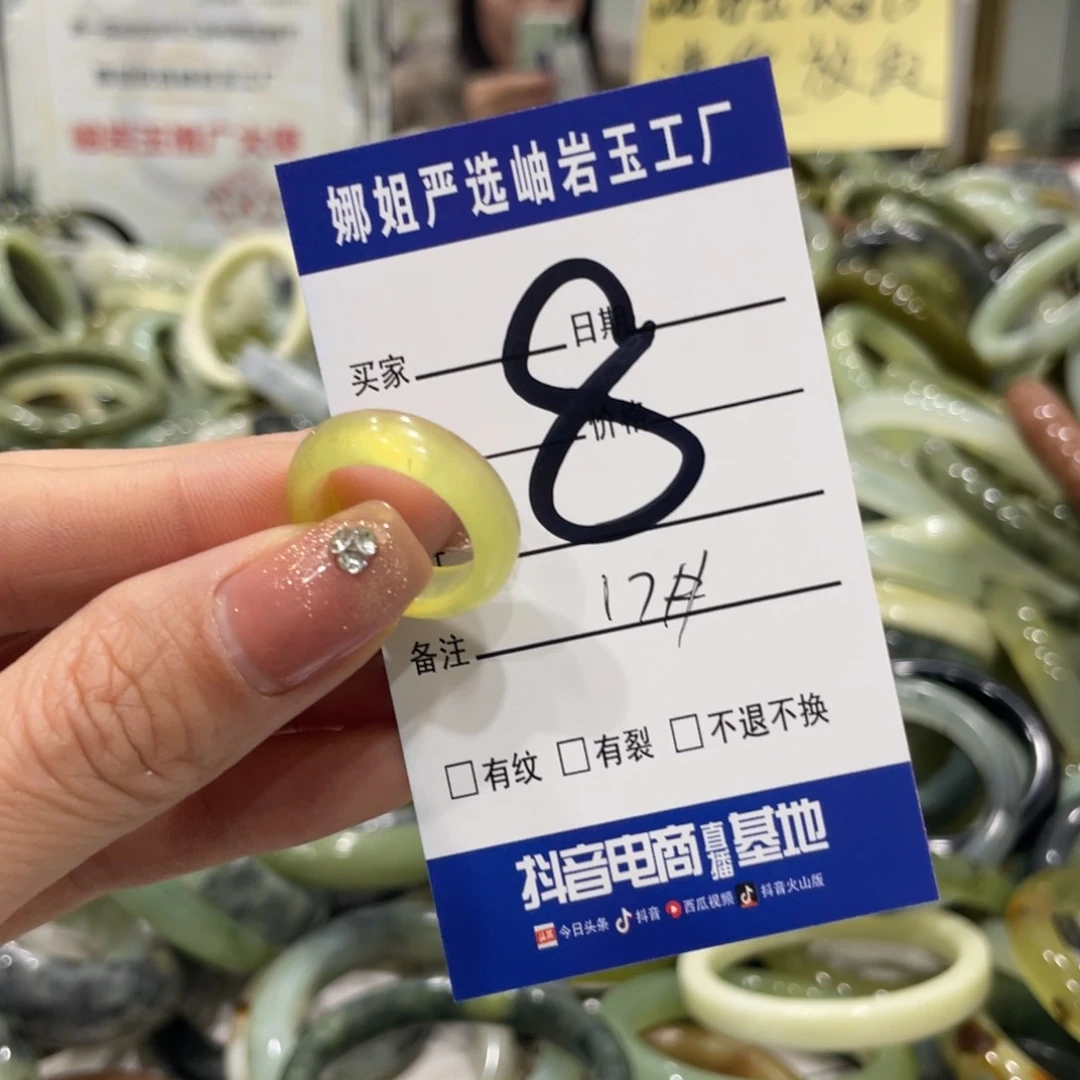 娜姐严选岫岩玉工厂
8
买家 日期
价格
17#
备注
□有纹 □有裂 □不退不换
抖音电商直播基地
头条 今日头条 抖音 西瓜视频 抖音火山版